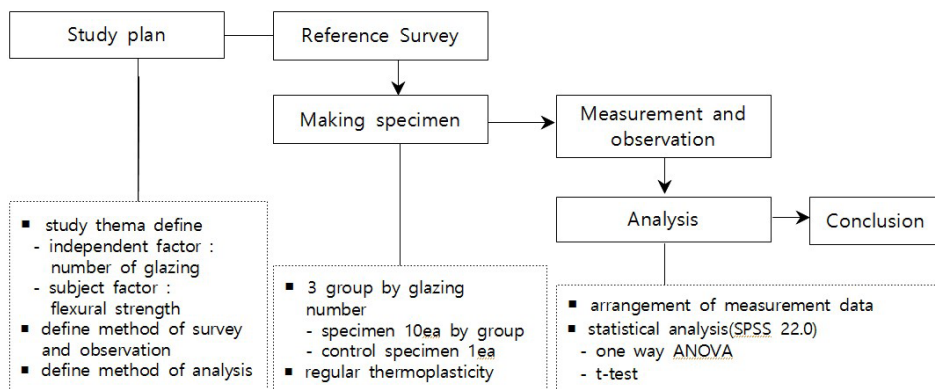 Study plan
Reference Survey
Making specimen
Measurement and
observation
Analysis
Conclusion
▪ study thema define
- independent factor :
number of glazing
- subject factor :
flexural strength
▪ define method of survey
and observation
▪ define method of analysis
▪ 3 group by glazing
number
- specimen 10ea by group
- control specimen 1ea
▪ regular thermoplasticity
▪ arrangement of measurement data
▪ statistical analysis(SPSS 22.0)
- one way ANOVA
- t-test